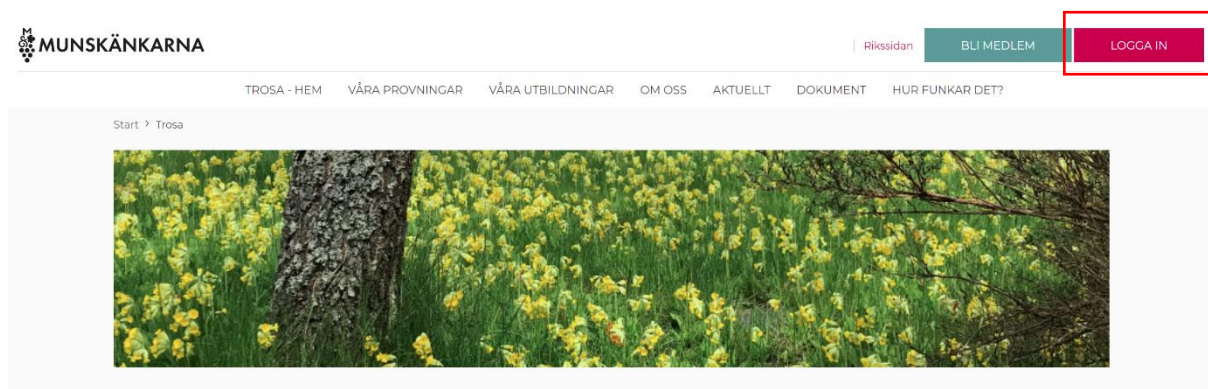 MUNSKÄNKARNA
Rikssidan BLI MEDLEM LOGGA IN
TROSA - HEM VÅRA PROVNINGAR VÅRA UTBILDNINGAR OM OSS AKTUELLT DOKUMENT HUR FUNKAR DET?
Start > Trosa